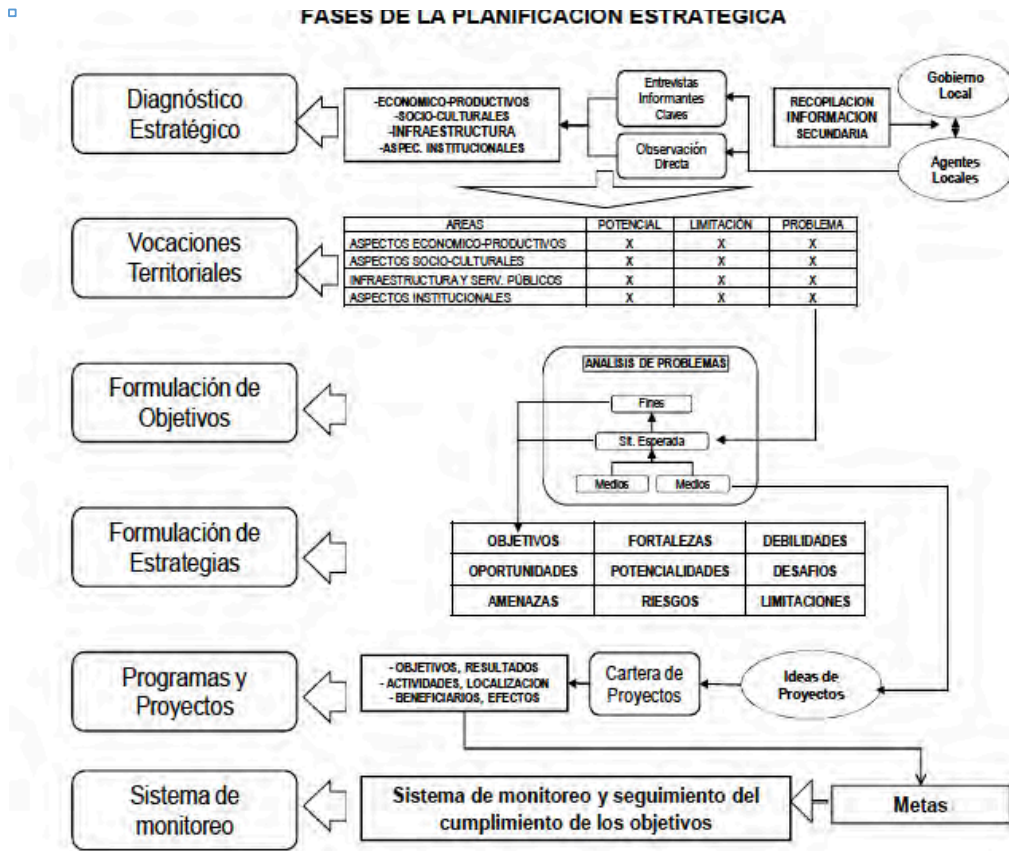 FASES DE LA PLANIFICACION ESTRATEGICA
Diagnóstico
Estratégico
-ECONOMICO-PRODUCTIVOS
-SOCIO-CULTURALES
-INFRAESTRUCTURA
-ASPEC. INSTITUCIONALES
Entrevistas
Informantes
Claves
Observación
Directa
RECOPILACION
INFORMACION
SECUNDARIA
Gobierno
Local
Agentes
Locales
Vocaciones
Territoriales
AREAS POTENCIAL LIMITACIÓN PROBLEMA
ASPECTOS ECONOMICO-PRODUCTIVOS X X X
ASPECTOS SOCIO-CULTURALES X X X
INFRAESTRUCTURA Y SERV. PÚBLICOS X X X
ASPECTOS INSTITUCIONALES X X X
Formulación de
Objetivos
ANALISIS DE PROBLEMAS
Fines
Sit. Esperada
Medios Medios
Formulación de
Estrategias
OBJETIVOS FORTALEZAS DEBILIDADES
OPORTUNIDADES POTENCIALIDADES DESAFIOS
AMENAZAS RIESGOS LIMITACIONES
Programas y
Proyectos
- OBJETIVOS, RESULTADOS
- ACTIVIDADES, LOCALIZACION
- BENEFICIARIOS, EFECTOS
Cartera de
Proyectos
Ideas de
Proyectos
Sistema de
monitoreo
Sistema de monitoreo y seguimiento del
cumplimiento de los objetivos
Metas